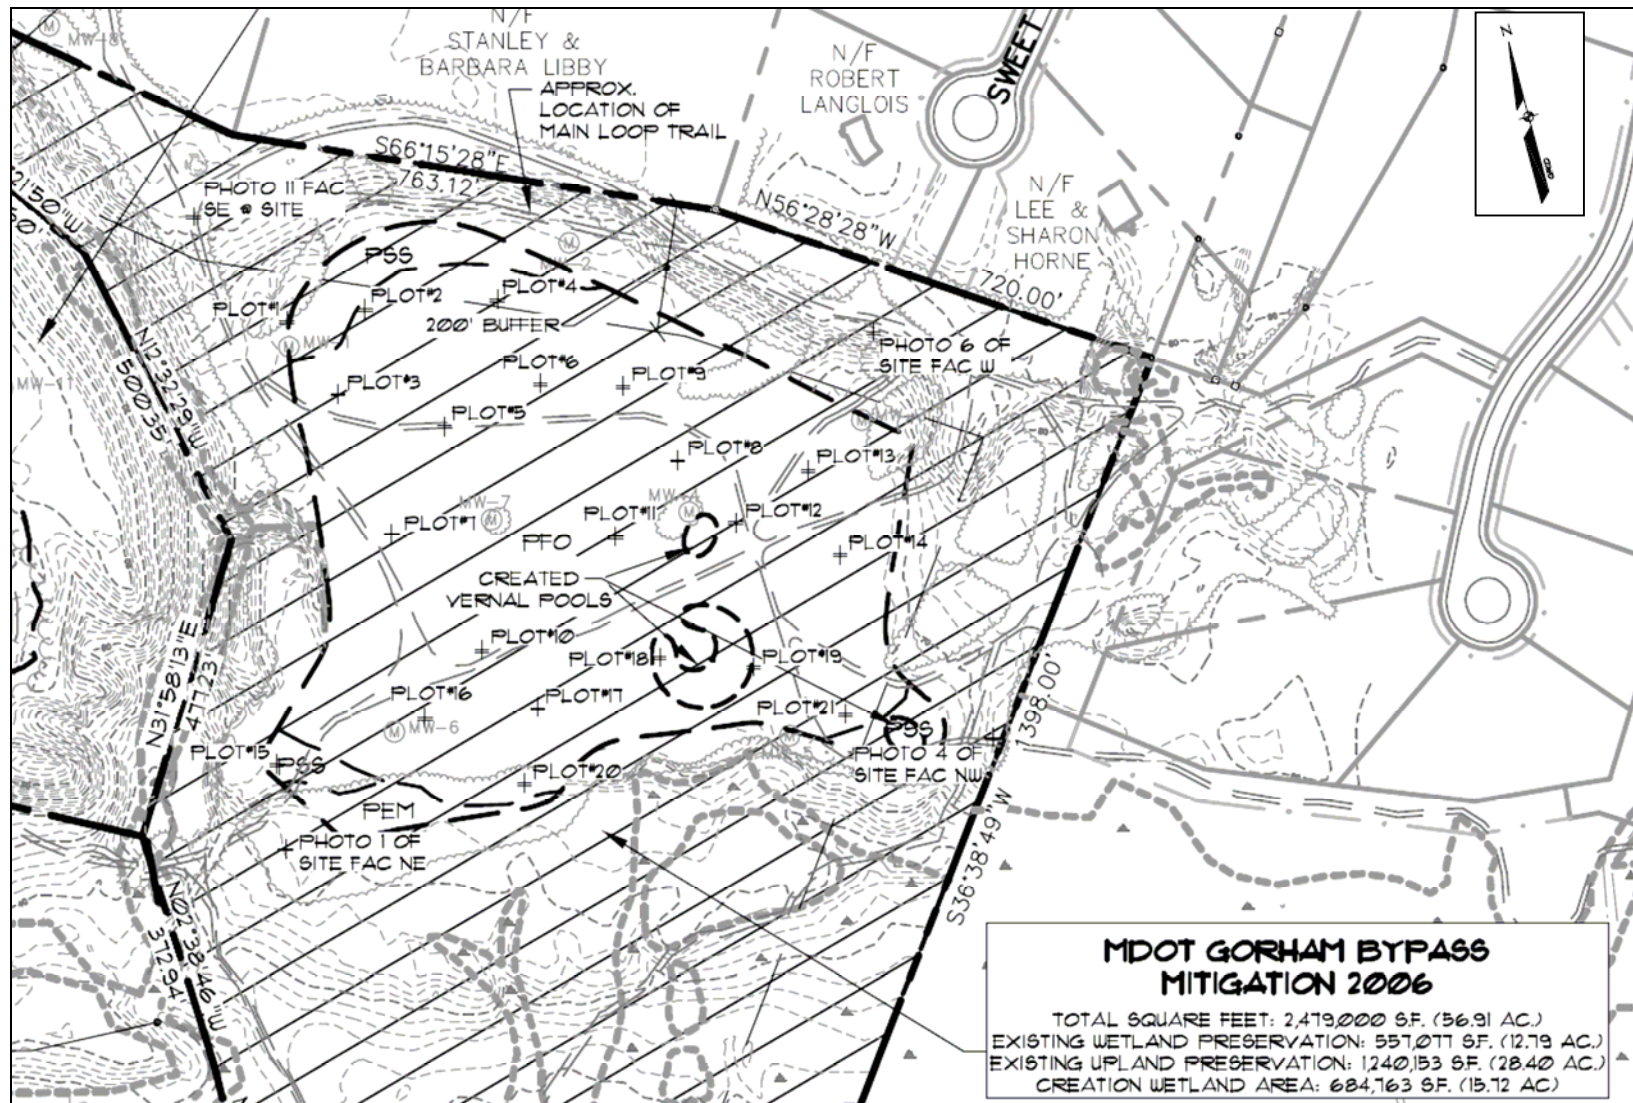 N/F
STANLEY &
BARBARA LIBBY
MW-8
APPROX.
LOCATION OF
MAIN LOOP TRAIL
N/F
ROBERT
LANGLOIS
SWEET
N
S66°15'28"E
763.12'
PHOTO 11 FAC
SE @ SITE
N56°28'28"W
720.00'
N/F
LEE &
SHARON
HORNE
21'50"W
PSS
PLOT#1
PLOT#2
PLOT#4
200' BUFFER
PHOTO 6 OF
SITE FAC W
N12°32'29"W
500.35
PLOT#3
PLOT#6
PLOT#9
PLOT#5
PLOT#8
PLOT#13
MW-7
MW-4
PLOT#7
PLOT#11
PLOT#12
PFO
PLOT#14
CREATED
VERNAL POOLS
PLOT#10
PLOT#18
PLOT#19
N31°58'13"E
417.23
PLOT#16
PLOT#17
PLOT#21
MW-6
PLOT#15
PSS
PSS
PHOTO 4 OF
SITE FAC NW
PLOT#20
PEM
PHOTO 1 OF
SITE FAC NE
1398.00'
S36°38'49"W
N02°38'46"W
372.94
MDOT GORHAM BYPASS
MITIGATION 2006
TOTAL SQUARE FEET: 2,479,000 S.F. (56.91 AC.)
EXISTING WETLAND PRESERVATION: 557,077 S.F. (12.79 AC.)
EXISTING UPLAND PRESERVATION: 1,240,153 S.F. (28.40 AC.)
CREATION WETLAND AREA: 684,763 S.F. (15.72 AC)